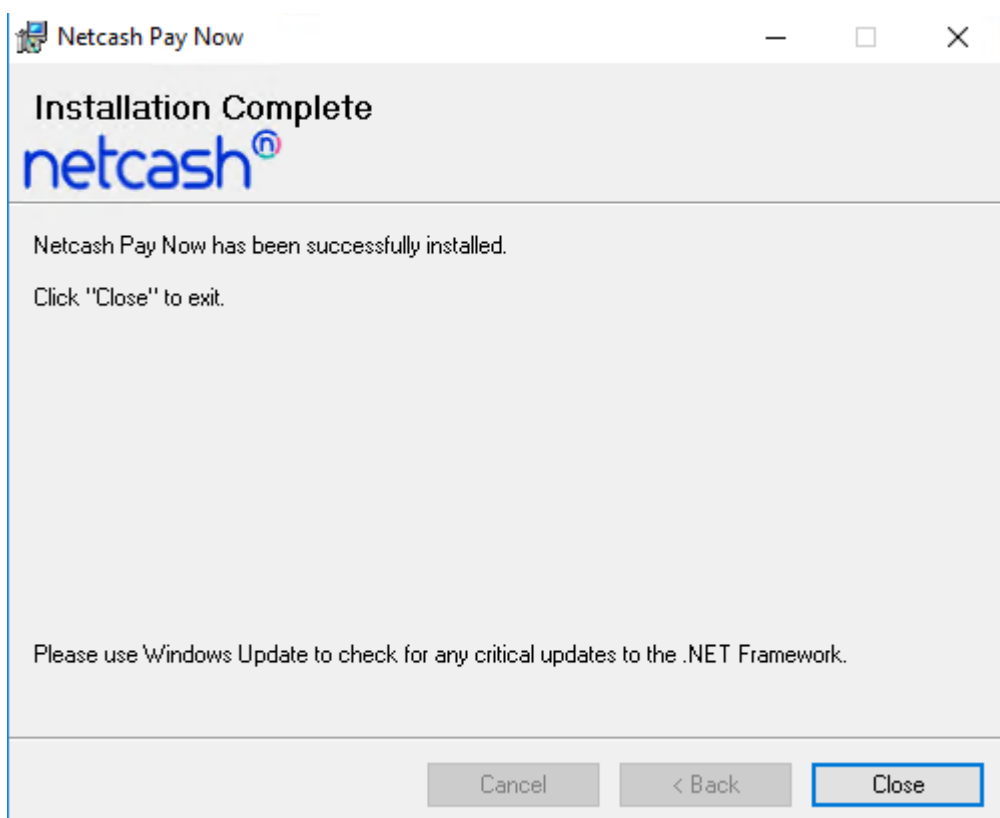 Netcash Pay Now
Installation Complete
netcash n
Netcash Pay Now has been successfully installed.
Click "Close" to exit.
Please use Windows Update to check for any critical updates to the .NET Framework.
Cancel < Back Close